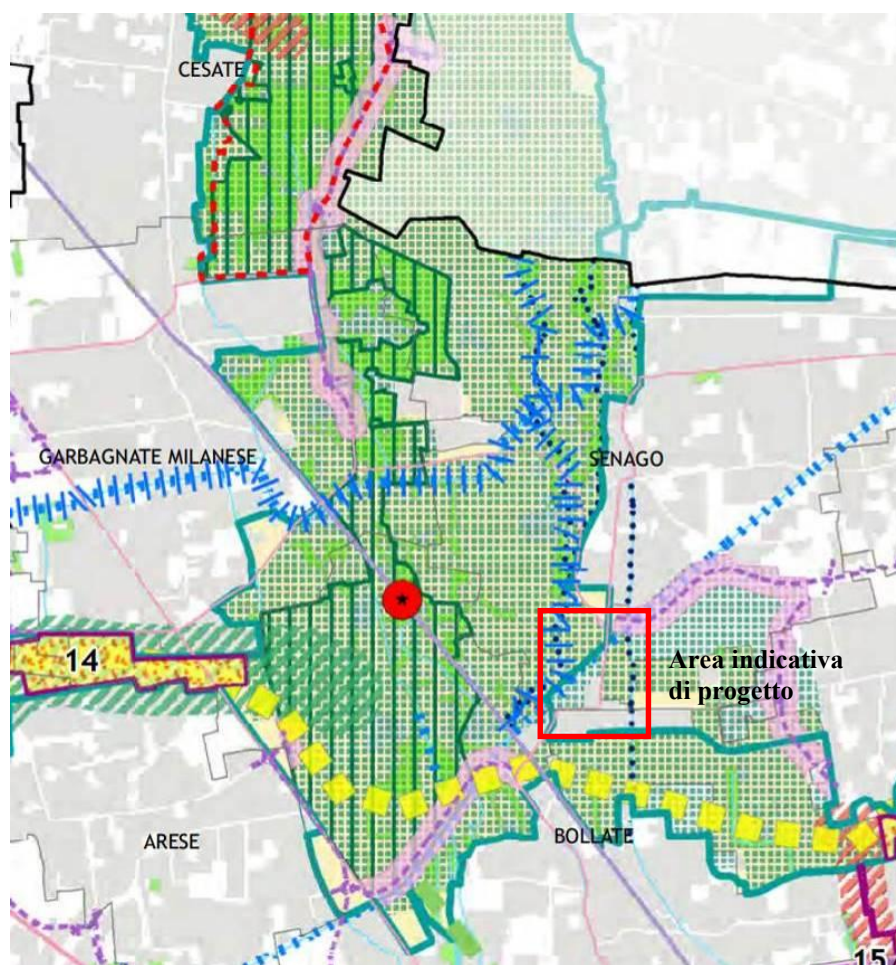 CESATE
GARBAGNATE MILANESE
SENAGO
14
Area indicativa
di progetto
ARESE
BOLLATE
15